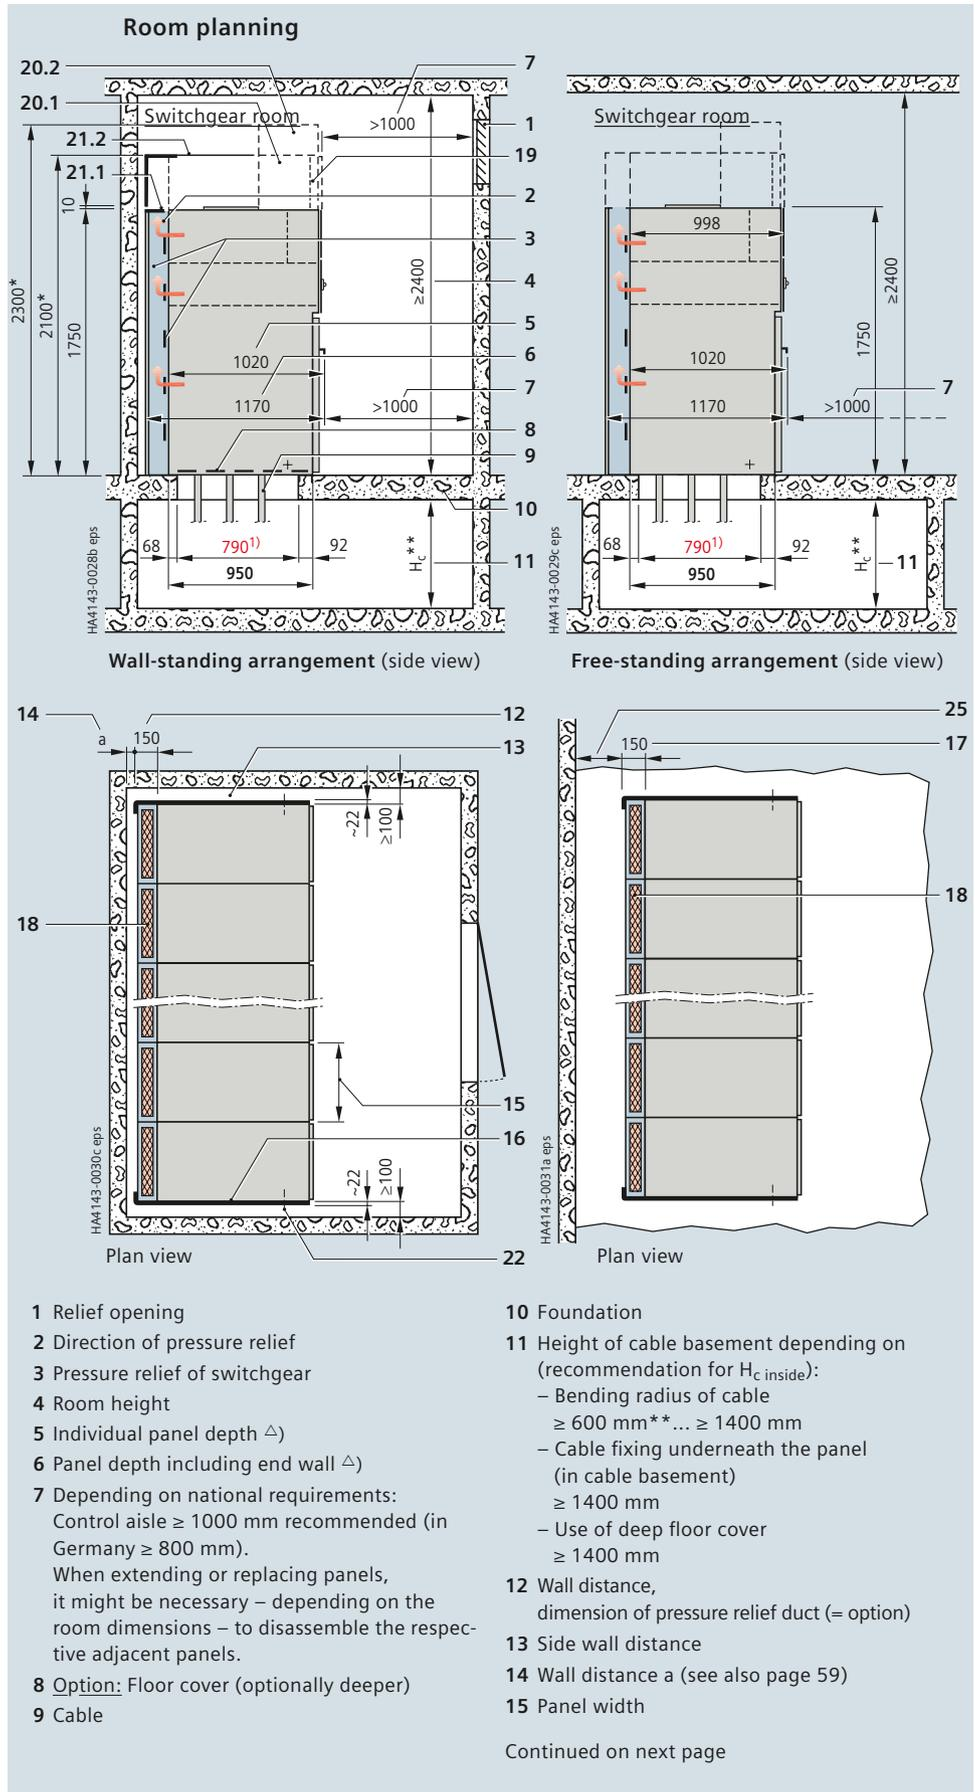 Room planning
20.2
20.1
21.2
21.1
Switchgear room
>1000
7
1
19
2
3
4
5
6
7
8
9
10
11
10
2300*
2100*
1750
≥2400
1020
1170
>1000
68
790¹⁾
92
950
Hc**
HA4143-0028b eps
Wall-standing arrangement (side view)
Switchgear room
998
1020
1170
1750
≥2400
>1000
7
68
790¹⁾
92
950
Hc**
11
HA4143-0029c eps
Free-standing arrangement (side view)
14
a
150
12
13
~22
≥100
18
15
16
~22
≥100
22
HA4143-0030c eps
Plan view
25
150
17
18
HA4143-0031a eps
Plan view
1 Relief opening
2 Direction of pressure relief
3 Pressure relief of switchgear
4 Room height
5 Individual panel depth △)
6 Panel depth including end wall △)
7 Depending on national requirements:
Control aisle ≥ 1000 mm recommended (in
Germany ≥ 800 mm).
When extending or replacing panels,
it might be necessary – depending on the
room dimensions – to disassemble the respec-
tive adjacent panels.
8 Option: Floor cover (optionally deeper)
9 Cable
10 Foundation
11 Height of cable basement depending on
(recommendation for Hc inside):
– Bending radius of cable
≥ 600 mm**... ≥ 1400 mm
– Cable fixing underneath the panel
(in cable basement)
≥ 1400 mm
– Use of deep floor cover
≥ 1400 mm
12 Wall distance,
dimension of pressure relief duct (= option)
13 Side wall distance
14 Wall distance a (see also page 59)
15 Panel width
Continued on next page